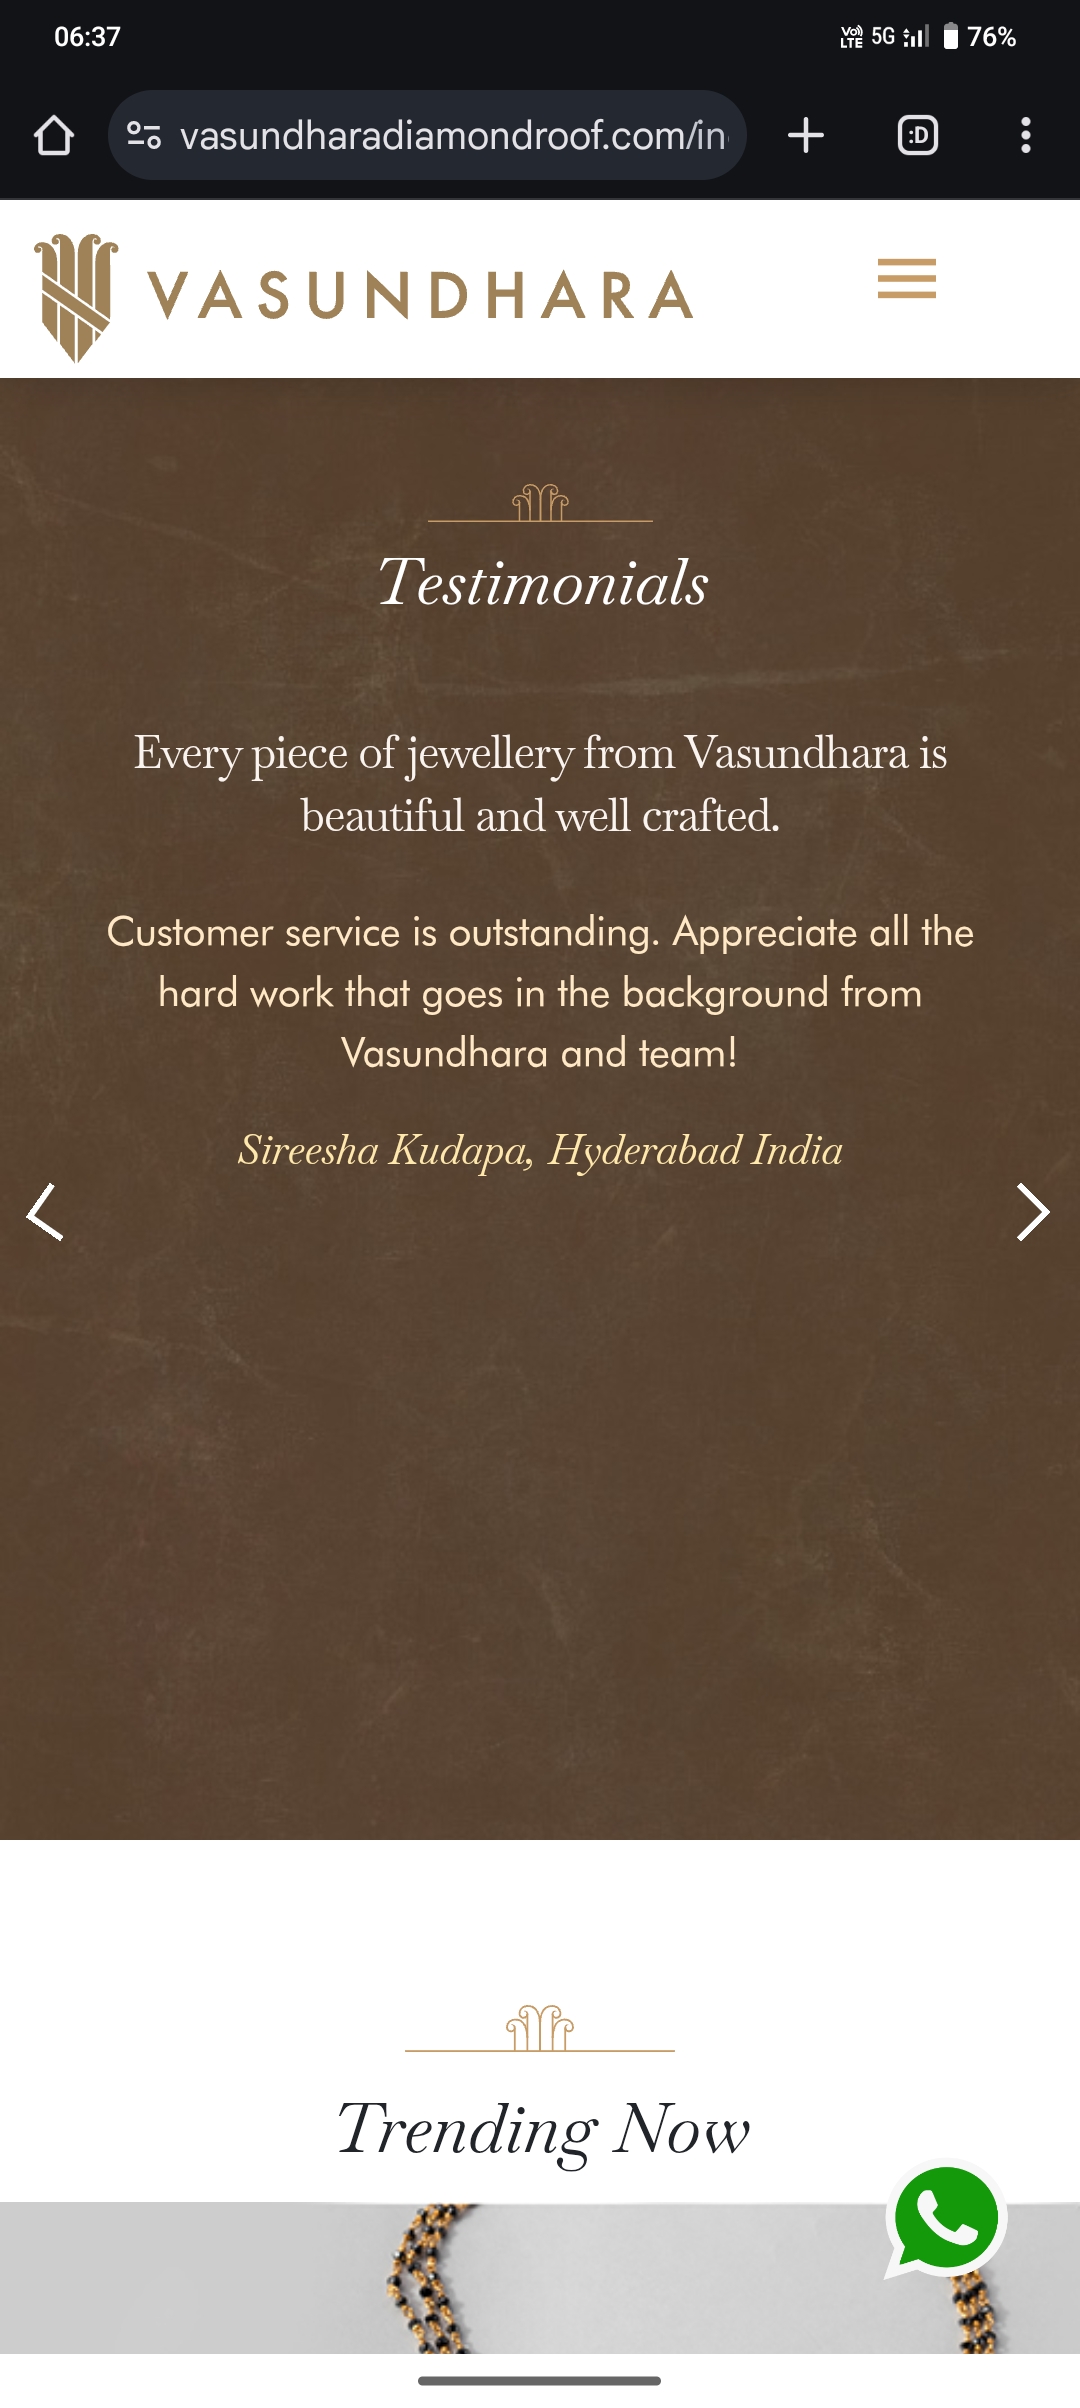 06:37
Vo)) LTE 5G 76%
vasundharadiamondroof.com/in
:D
VASUNDHARA
Testimonials
Every piece of jewellery from Vasundhara is
beautiful and well crafted.
Customer service is outstanding. Appreciate all the
hard work that goes in the background from
Vasundhara and team!
Sireesha Kudapa, Hyderabad India
Trending Now